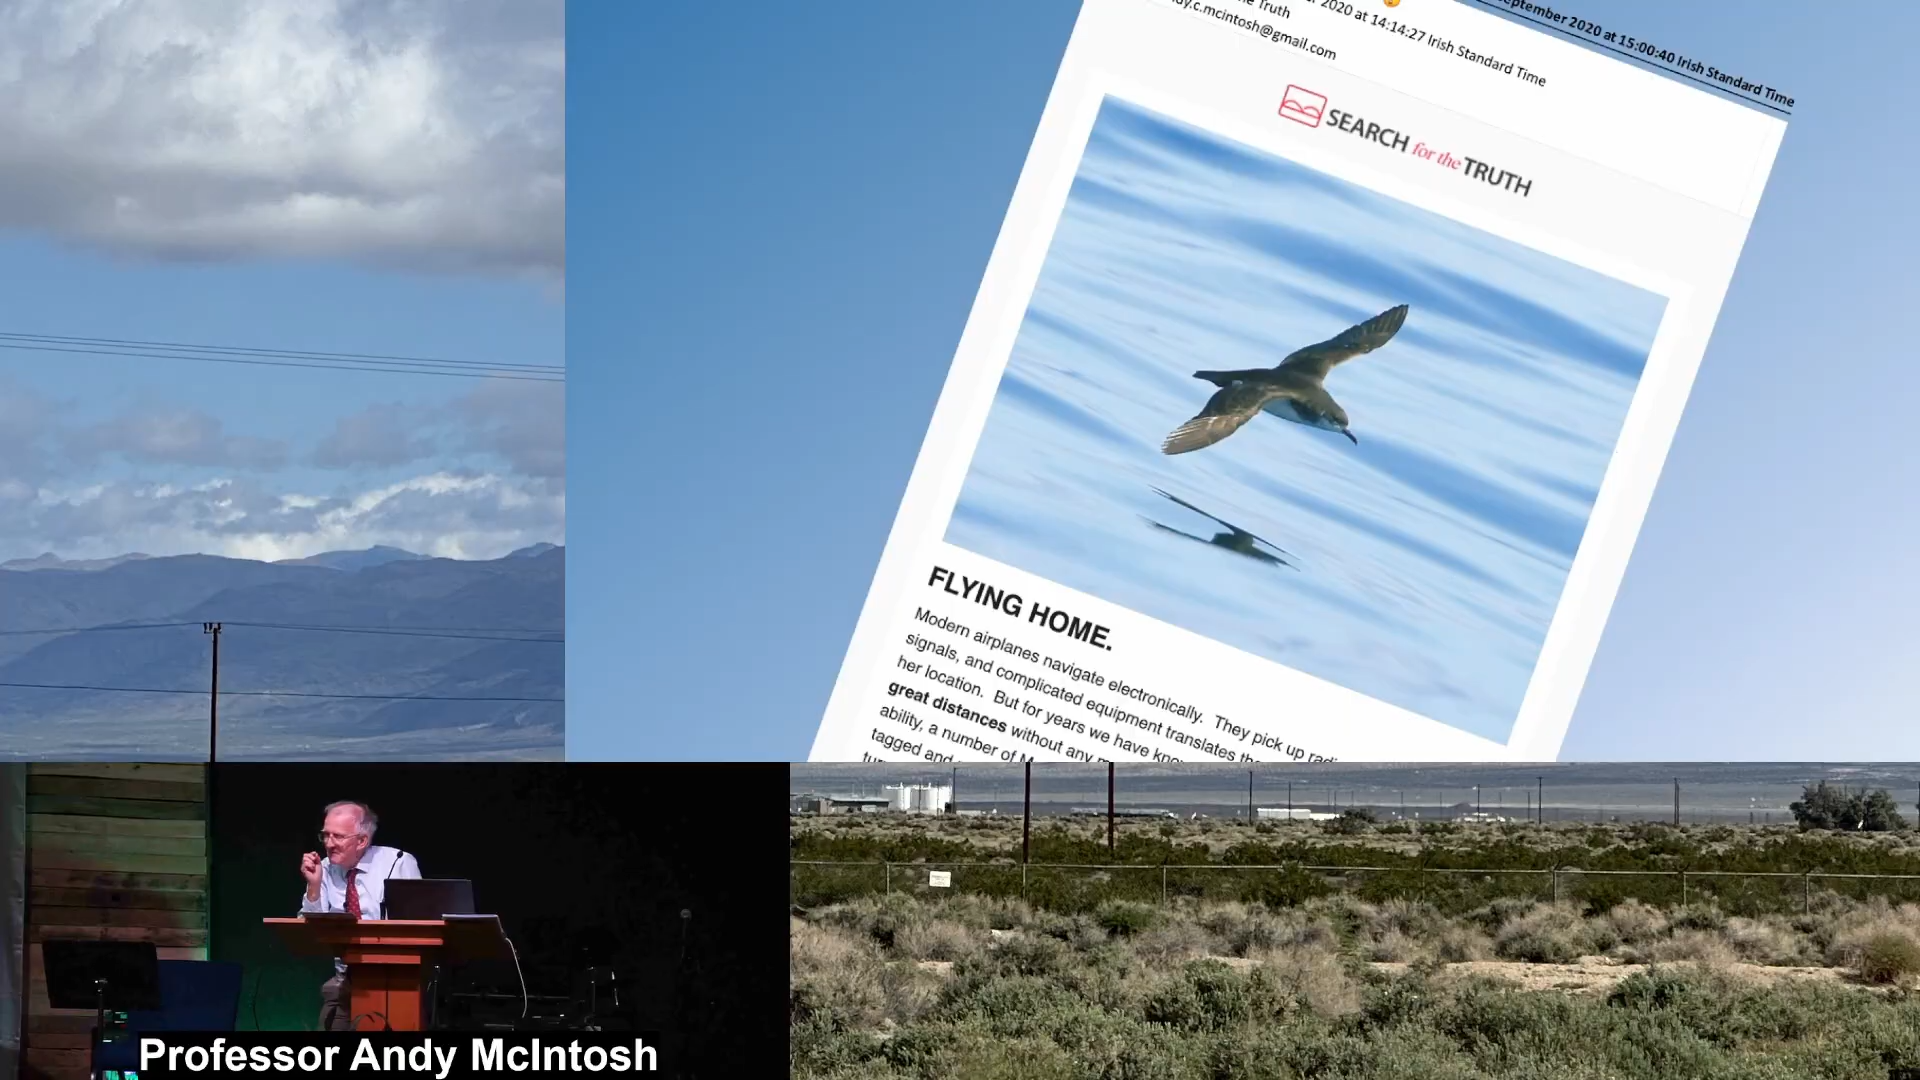 September 2020 at 15:00:40 Irish Standard Time
2020 at 14:14:27 Irish Standard Time
Truth
dy.c.mcintosh@gmail.com
SEARCH for the TRUTH
FLYING HOME.
Modern airplanes navigate electronically. They pick up
signals, and complicated equipment translates
her location. But for years we have
great distances without any
ability, a number of
tagged and
Professor Andy McIntosh